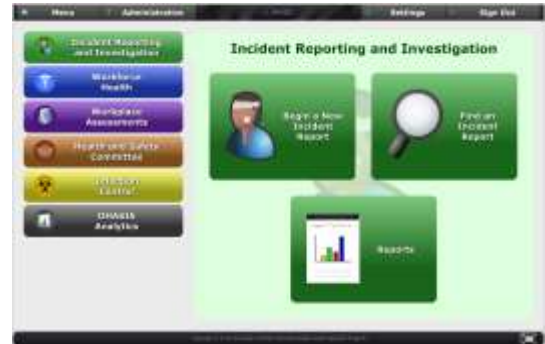 Menu
Administration
Settings
Sign Out
Incident Reporting
and Investigation
Workforce
Health
Workplace
Assessments
Health and Safety
Committee
Infection
Control
OHASIS
Analytics
Incident Reporting and Investigation
Begin a New
Incident
Report
Find an
Incident
Report
Reports